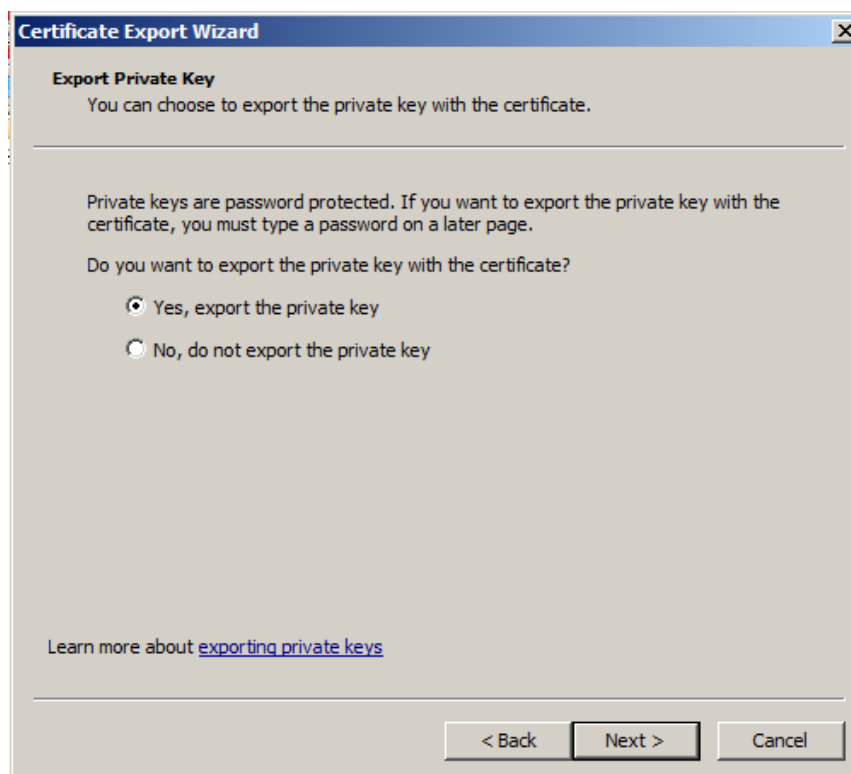 Certificate Export Wizard
Export Private Key
You can choose to export the private key with the certificate.
Private keys are password protected. If you want to export the private key with the
certificate, you must type a password on a later page.
Do you want to export the private key with the certificate?
Yes, export the private key
No, do not export the private key
Learn more about exporting private keys
< Back
Next >
Cancel